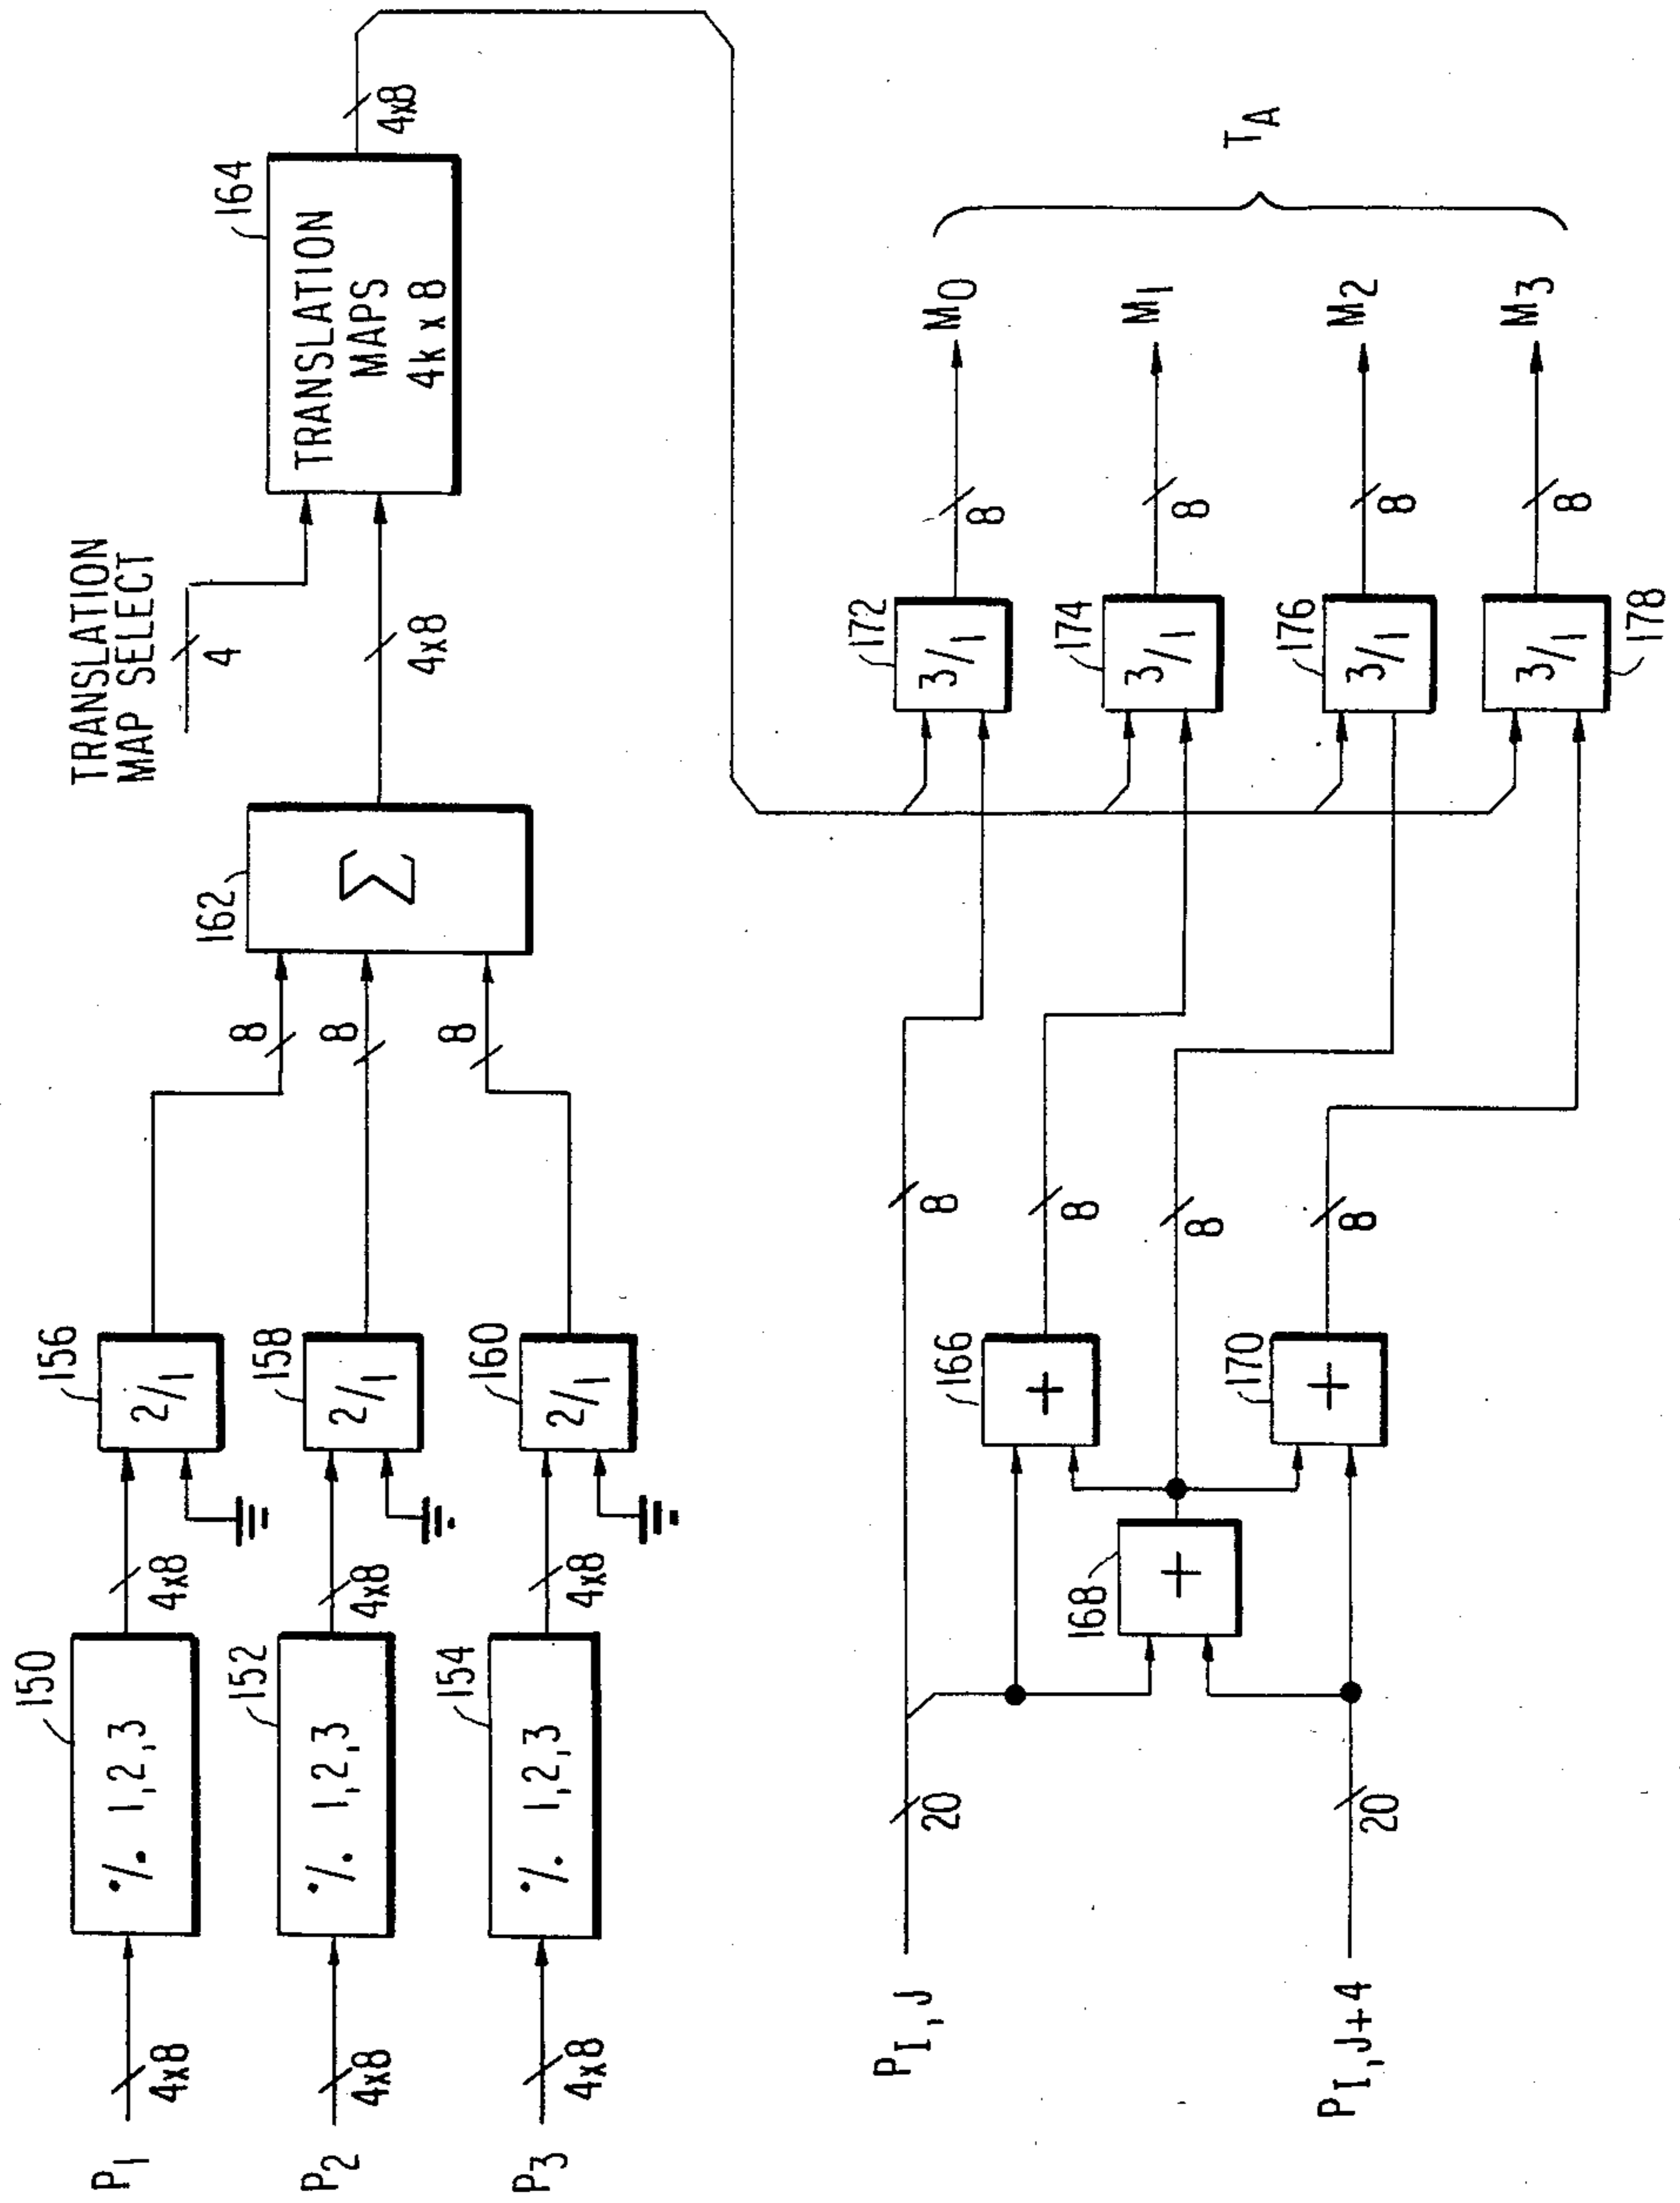 P1
4x8
150
% 1,2,3
4x8
156
2/1
8
P2
4x8
152
% 1,2,3
4x8
158
2/1
8
P3
4x8
154
% 1,2,3
4x8
160
2/1
8
162
Σ
4x8
TRANSLATION
MAP SELECT
4
164
TRANSLATION
MAPS
4k x 8
4x8
PI,J
20
8
PI,J+4
20
168
+
166
+
8
8
170
+
8
172
3/1
8
M0
174
3/1
8
M1
176
3/1
8
M2
178
3/1
8
M3
TA